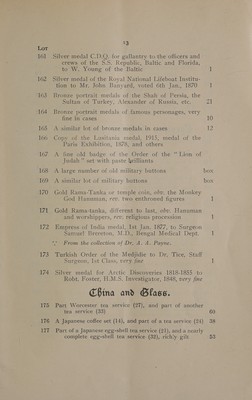 13
Lot
161 Silver medal C.D.Q. for gallantry to the officers and
crews of the S.S. Republic, Baltic and Florida,
to W. Young of the Baltic
162 Silver medal of the Royal National Lifeboat Institu-
tion to Mr. John Banyard, voted 6th Jan., 1870 1
163 Bronze portrait medals of the Shah of Persia, the
Sultan of Turkey, Alexander of Russia, etc. 21
164 Bronze portrait medals of famous personages, very
fine in cases 10
165 A similar lot of bronze medals in cases 12
166 Copy of the Lusitania medal, 1915, medal of the
Paris Exhibition, 1878, and others
167 A fine old badge of the Order of the "Lion of
Judah" set with paste brilliants
168 A large number of old military buttons box
169 A similar lot of military buttons box
170 Gold Rama-Tanka or temple coin, obv. the Monkey
God Hanuman, rev. two enthroned figures 1
171 Gold Rama-tanka, different to last, obv. Hanuman
and worshippers, rev. religious procession
172 Empress of India medal, 1st Jan. 1877, to Surgeon
Samuel Brereton, M.D., Bengal Medical Dept. 1
∵ From the collection of Dr. A. A. Payne.
173 Turkish Order of the Medjidie to Dr. Tice, Staff
Surgeon, 1st Class, very fine 1
174 Silver medal for Arctic Discoveries 1818-1855 to
Robt. Foster, H.M.S. Investigator, 1848, very fine
China and Glass.
175 Part Worcester tea service (27), and part of another
tea service (33) 60
176 A Japanese coffee set (14), and part of a tea service (24) 38
177 Part of a Japanese egg-shell tea service (21), and a nearly
complete egg-shell tea service (32), richly gilt 53